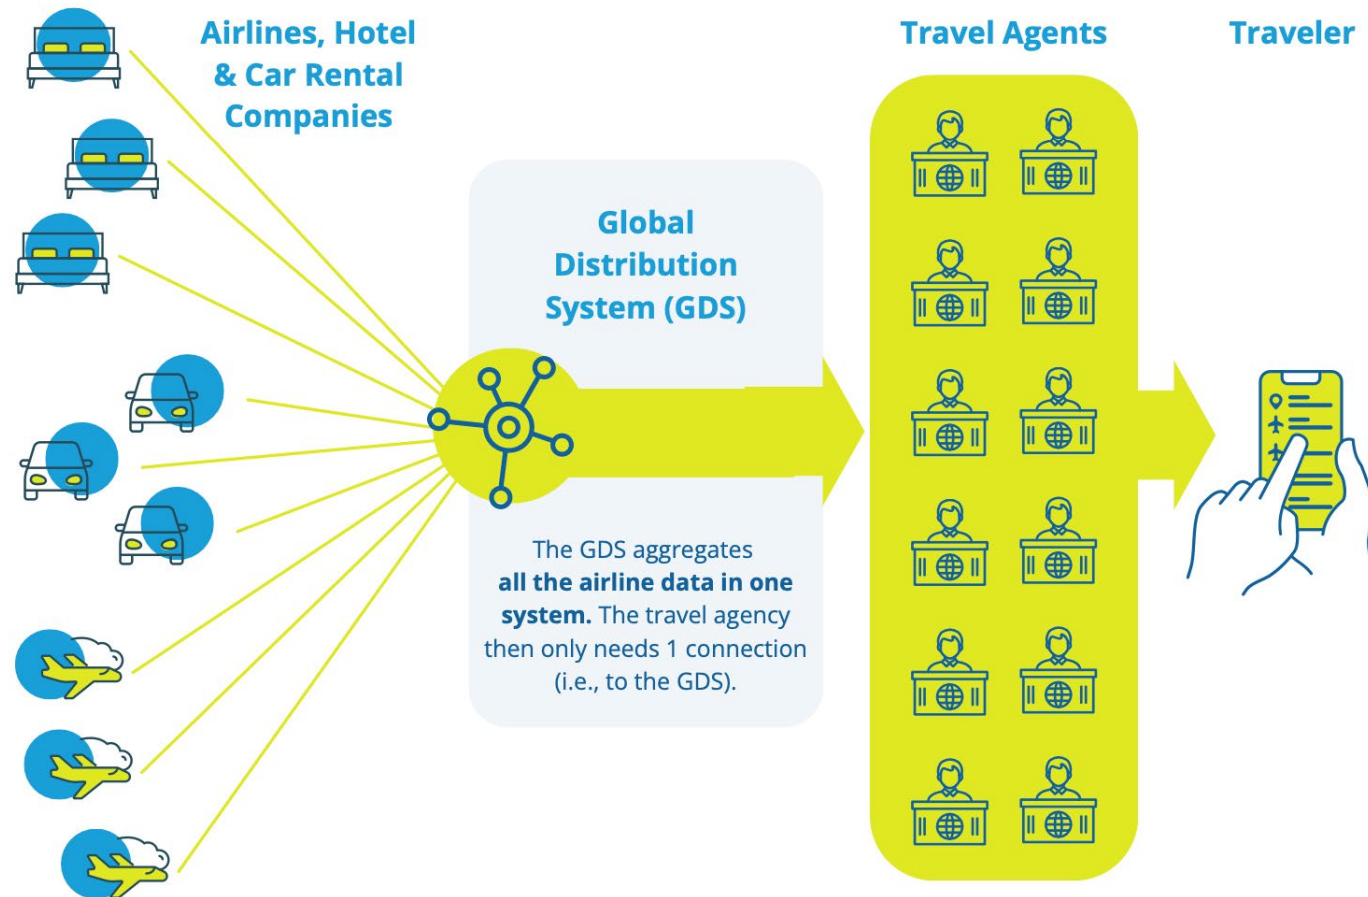 Airlines, Hotel
& Car Rental
Companies
Global
Distribution
System (GDS)
The GDS aggregates
all the airline data in one
system. The travel agency
then only needs 1 connection
(i.e., to the GDS).
Travel Agents
Traveler